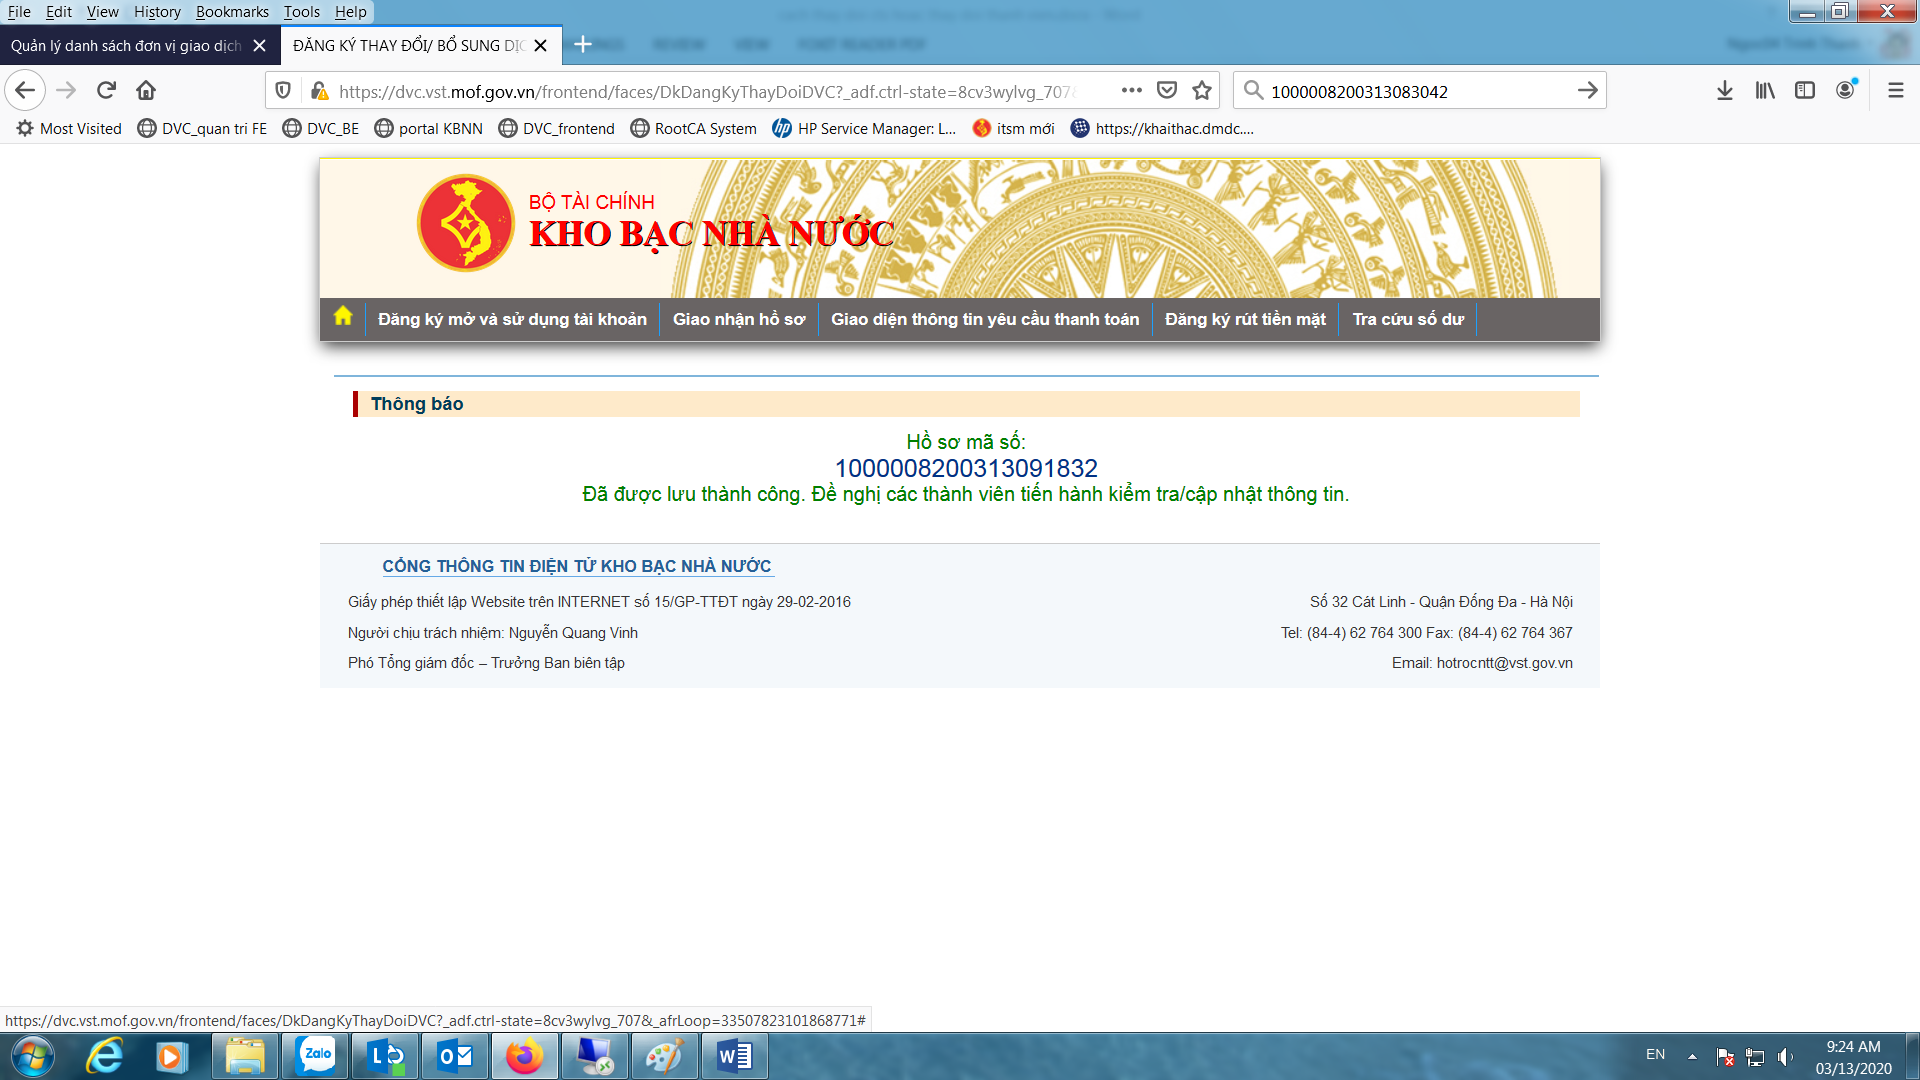 File Edit View History Bookmarks Tools Help
Quản lý danh sách đơn vị giao dịch
ĐĂNG KÝ THAY ĐỔI/ BỔ SUNG DỊC
https://dvc.vst.mof.gov.vn/frontend/faces/DkDangKyThayDoiDVC?_adf.ctrl-state=8cv3wylvg_707&
1000008200313083042
Most Visited DVC_quan tri FE DVC_BE portal KBNN DVC_frontend RootCA System HP Service Manager: L... itsm mới https://khaithac.dmdc....
BỘ TÀI CHÍNH
KHO BẠC NHÀ NƯỚC
Đăng ký mở và sử dụng tài khoản Giao nhận hồ sơ Giao diện thông tin yêu cầu thanh toán Đăng ký rút tiền mặt Tra cứu số dư
Thông báo
Hồ sơ mã số:
1000008200313091832
Đã được lưu thành công. Đề nghị các thành viên tiến hành kiểm tra/cập nhật thông tin.
CỔNG THÔNG TIN ĐIỆN TỬ KHO BẠC NHÀ NƯỚC
Giấy phép thiết lập Website trên INTERNET số 15/GP-TTĐT ngày 29-02-2016
Số 32 Cát Linh - Quận Đống Đa - Hà Nội
Người chịu trách nhiệm: Nguyễn Quang Vinh
Tel: (84-4) 62 764 300 Fax: (84-4) 62 764 367
Phó Tổng giám đốc – Trưởng Ban biên tập
Email: hotrocntt@vst.gov.vn
https://dvc.vst.mof.gov.vn/frontend/faces/DkDangKyThayDoiDVC?_adf.ctrl-state=8cv3wylvg_707&_afrLoop=33507823101868771#
Zalo
EN
9:24 AM
03/13/2020